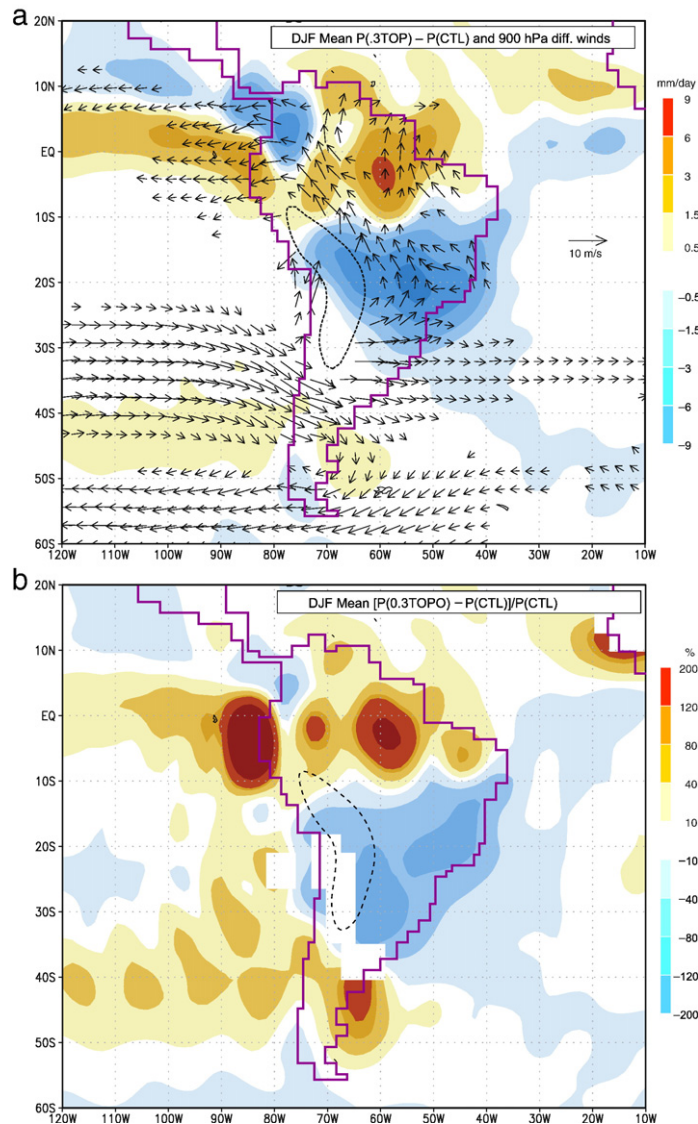 a
DJF Mean P(.3TOP) – P(CTL) and 900 hPa diff. winds
20N
10N
EQ
10S
20S
30S
40S
50S
60S
120W 110W 100W 90W 80W 70W 60W 50W 40W 30W 20W 10W
10 m/s
mm/day
9
6
3
1.5
0.5
−0.5
−1.5
−3
−6
−9
b
DJF Mean [P(0.3TOPO) – P(CTL)]/P(CTL)
20N
10N
EQ
10S
20S
30S
40S
50S
60S
120W 110W 100W 90W 80W 70W 60W 50W 40W 30W 20W 10W
%
200
120
80
40
10
−10
−40
−80
−120
−200